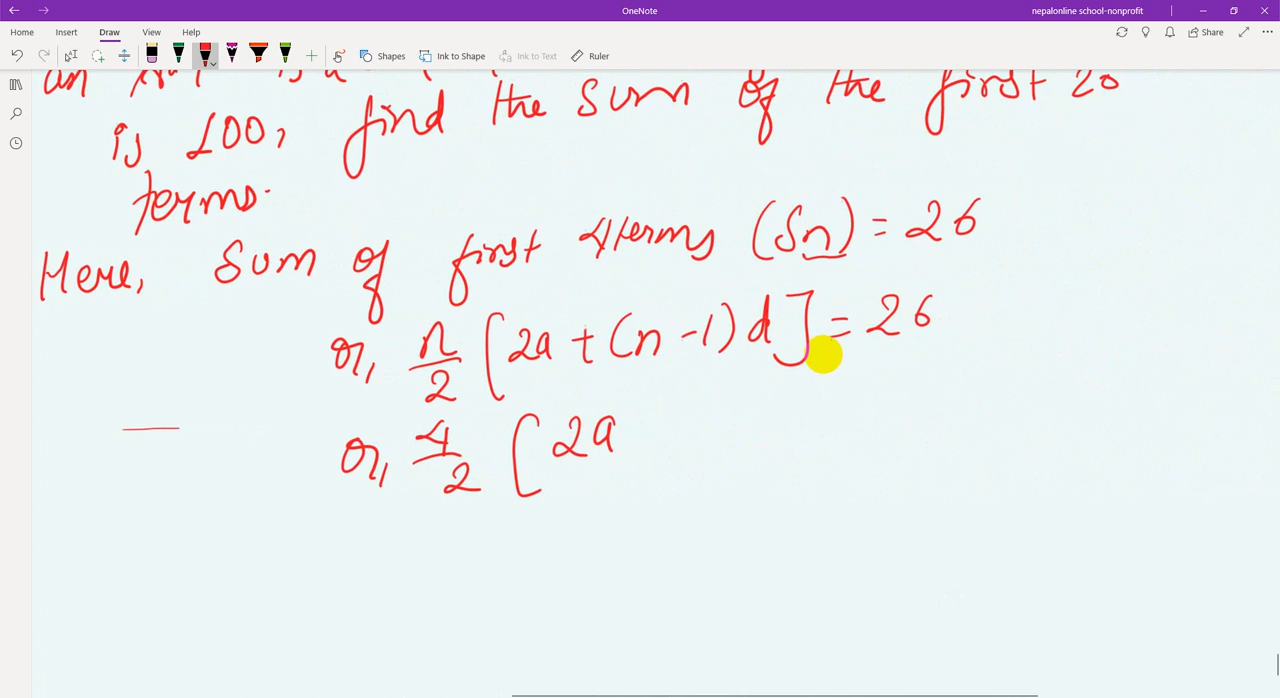 OneNote
nepalonline school-nonprofit
Home Insert Draw View Help
Share
Shapes Ink to Shape Ink to Text Ruler
an
the sum of the first 20
is 100, find
terms.
Here, Sum of first 4 terms (Sn) = 26
or, n/2 [2a + (n - 1) d] = 26
or, 4/2 [2a